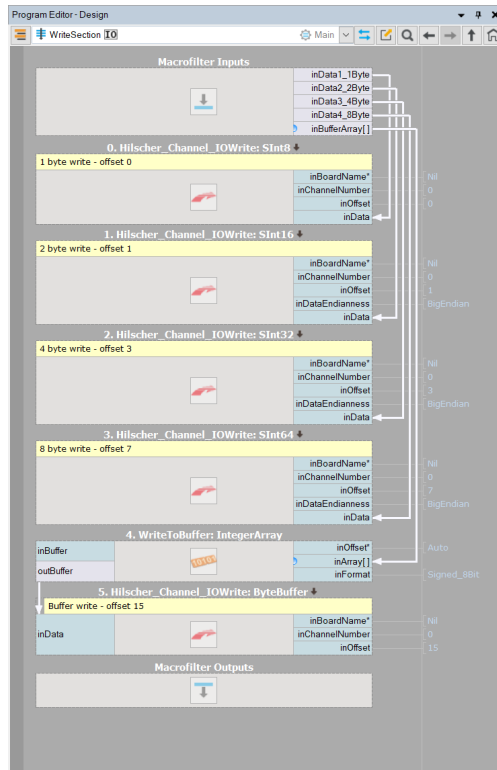 Program Editor - Design
WriteSection IO
Main
Macrofilter Inputs
inData1_1Byte
inData2_2Byte
inData3_4Byte
inData4_8Byte
inBufferArray[]
0. Hilscher_Channel_IOWrite: SInt8
1 byte write - offset 0
inBoardName* Nil
inChannelNumber 0
inOffset 0
inData
1. Hilscher_Channel_IOWrite: SInt16
2 byte write - offset 1
inBoardName* Nil
inChannelNumber 0
inOffset 1
inDataEndianness BigEndian
inData
2. Hilscher_Channel_IOWrite: SInt32
4 byte write - offset 3
inBoardName* Nil
inChannelNumber 0
inOffset 3
inDataEndianness BigEndian
inData
3. Hilscher_Channel_IOWrite: SInt64
8 byte write - offset 7
inBoardName* Nil
inChannelNumber 0
inOffset 7
inDataEndianness BigEndian
inData
4. WriteToBuffer: IntegerArray
inBuffer inOffset* Auto
inArray[]
outBuffer inFormat Signed_8Bit
5. Hilscher_Channel_IOWrite: ByteBuffer
Buffer write - offset 15
inBoardName* Nil
inData inChannelNumber 0
inOffset 15
Macrofilter Outputs